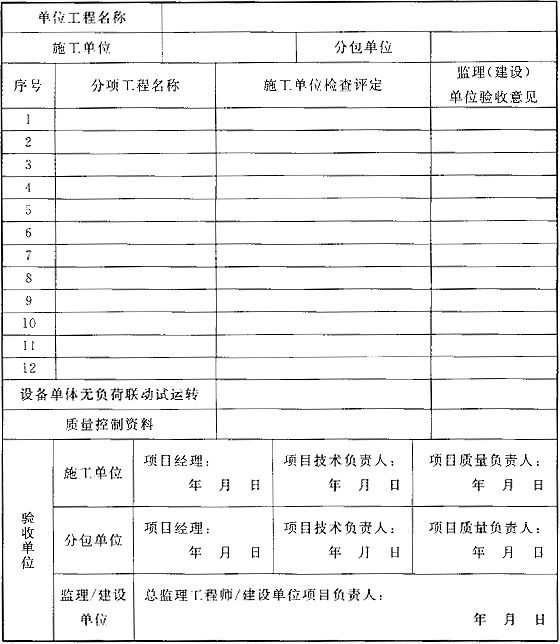 单位工程名称
施工单位 分包单位
序号 分项工程名称 施工单位检查评定 监理(建设)
单位验收意见
1
2
3
4
5
6
7
8
9
10
11
12
设备单体无负荷联动试运转
质量控制资料
验收单位
施工单位 项目经理: 项目技术负责人: 项目质量负责人:
年 月 日 年 月 日 年 月 日
分包单位 项目经理: 项目技术负责人: 项目质量负责人:
年 月 日 年 月 日 年 月 日
监理/建设 总监理工程师/建设单位项目负责人:
单位 年 月 日